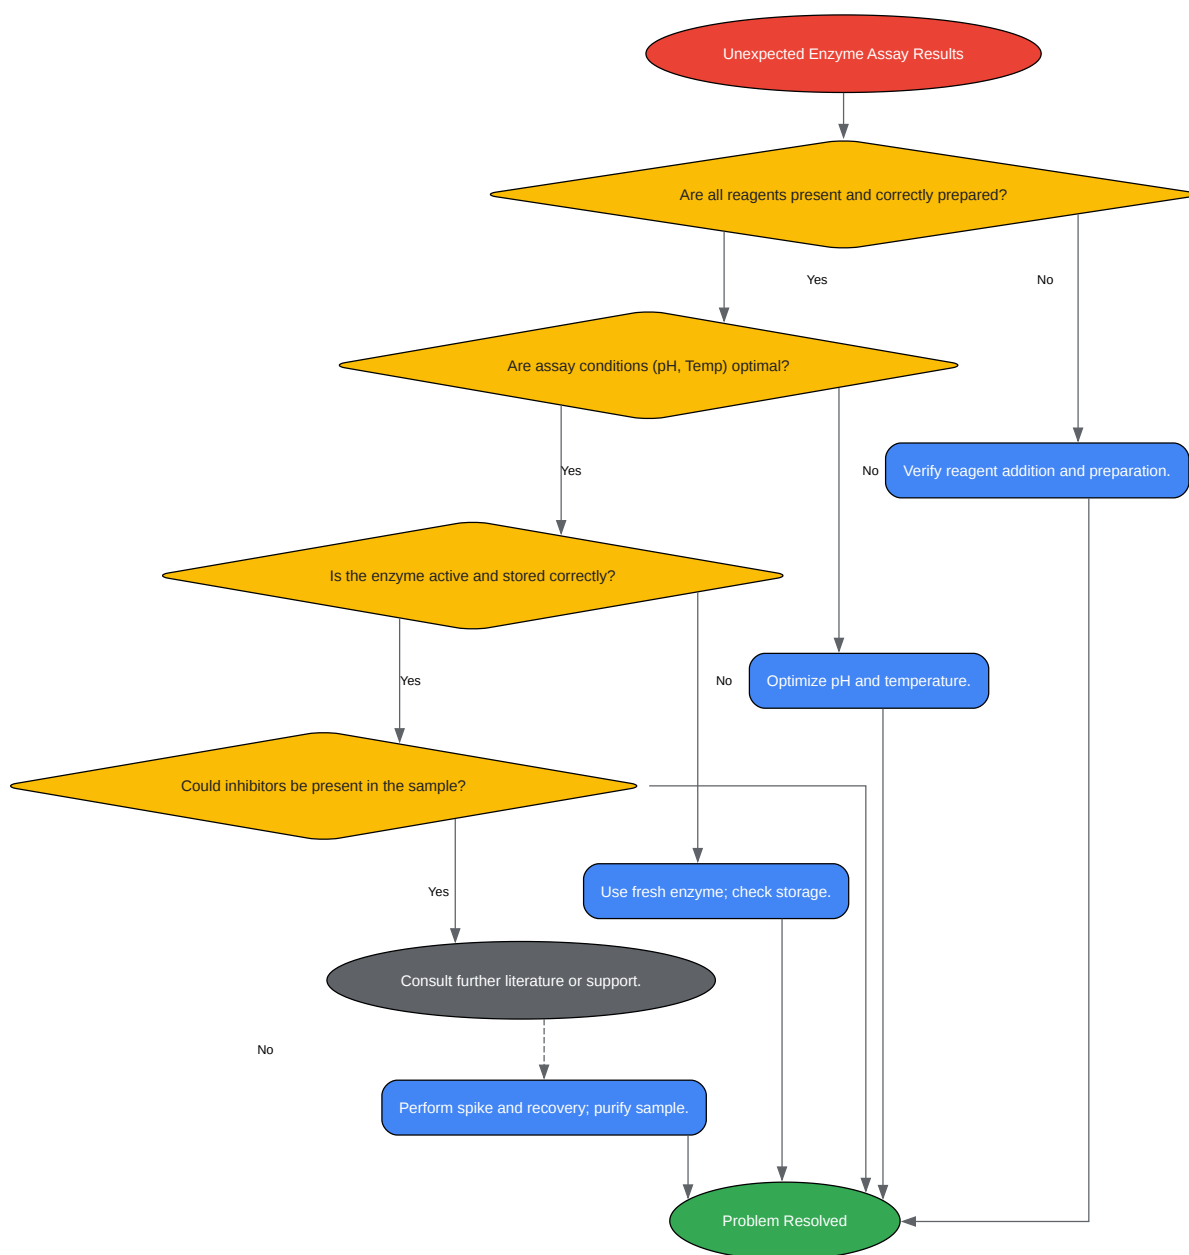 Unexpected Enzyme Assay Results
Are all reagents present and correctly prepared?
Yes
No
Are assay conditions (pH, Temp) optimal?
Yes
No
Verify reagent addition and preparation.
Is the enzyme active and stored correctly?
Yes
No
Optimize pH and temperature.
Could inhibitors be present in the sample?
Yes
Use fresh enzyme; check storage.
Consult further literature or support.
No
Perform spike and recovery; purify sample.
Problem Resolved